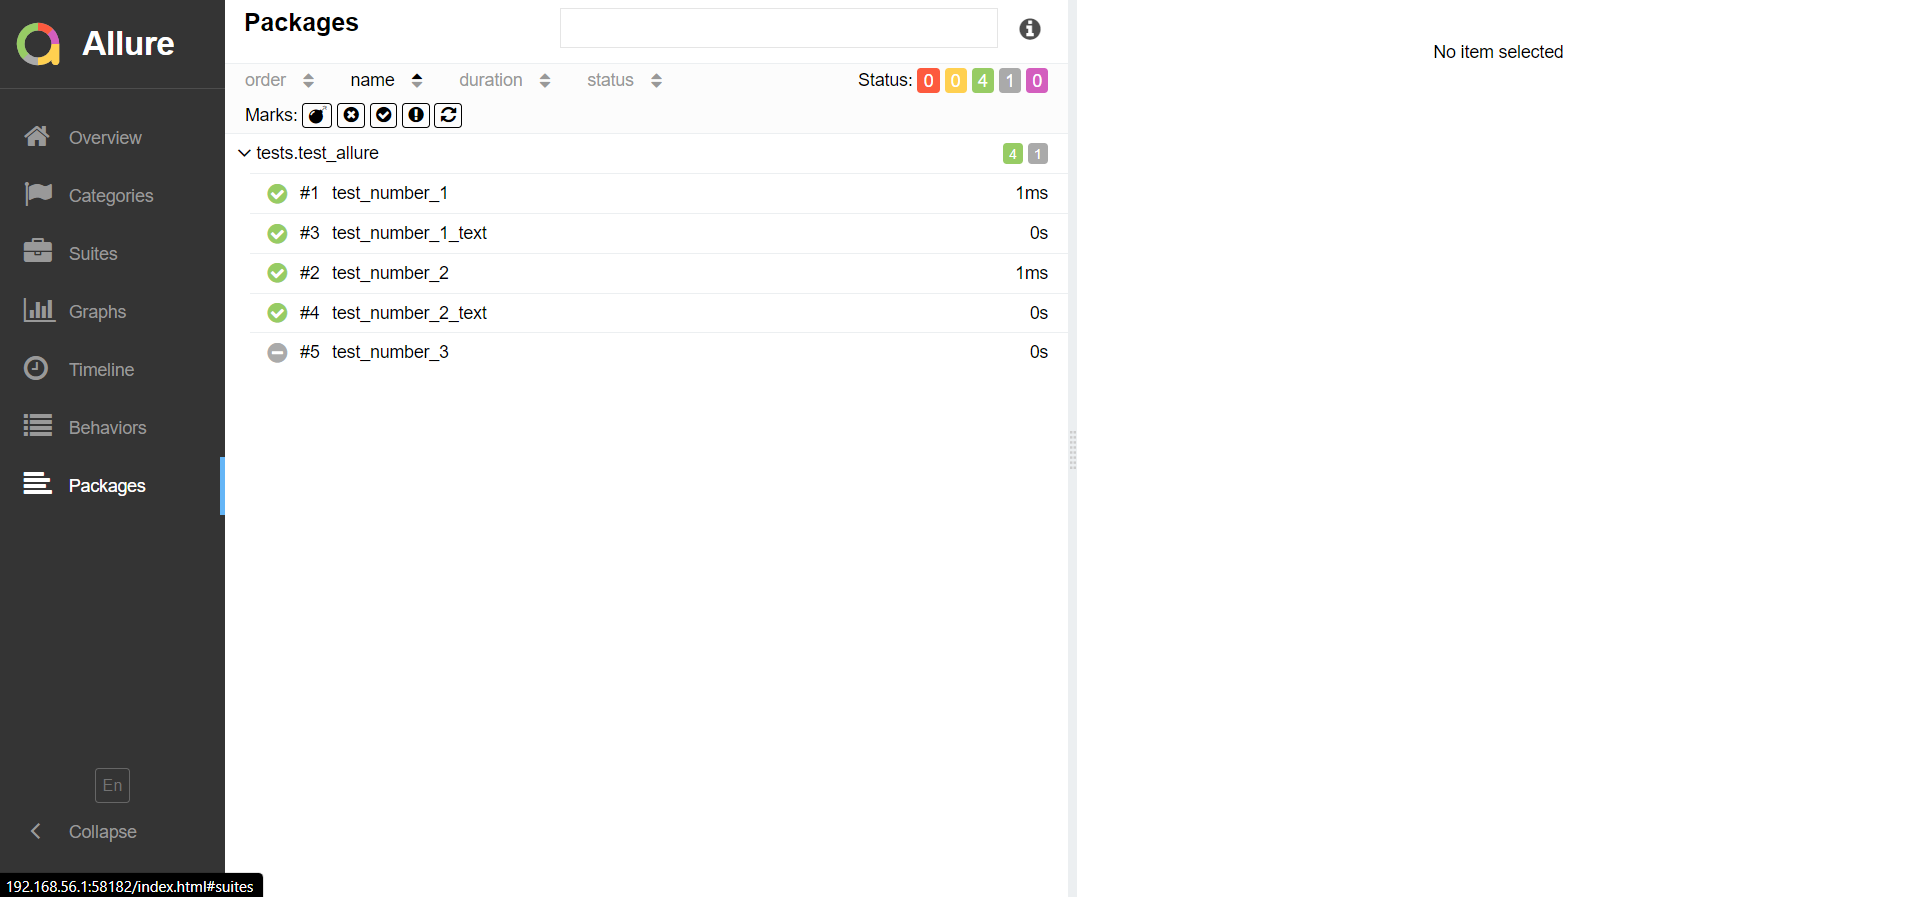 Allure
Overview
Categories
Suites
Graphs
Timeline
Behaviors
Packages
En
Collapse
192.168.56.1:58182/index.html#suites
Packages
order name duration status Status: 0 0 4 1 0
Marks:
tests.test_allure 4 1
#1 test_number_1 1ms
#3 test_number_1_text 0s
#2 test_number_2 1ms
#4 test_number_2_text 0s
#5 test_number_3 0s
No item selected